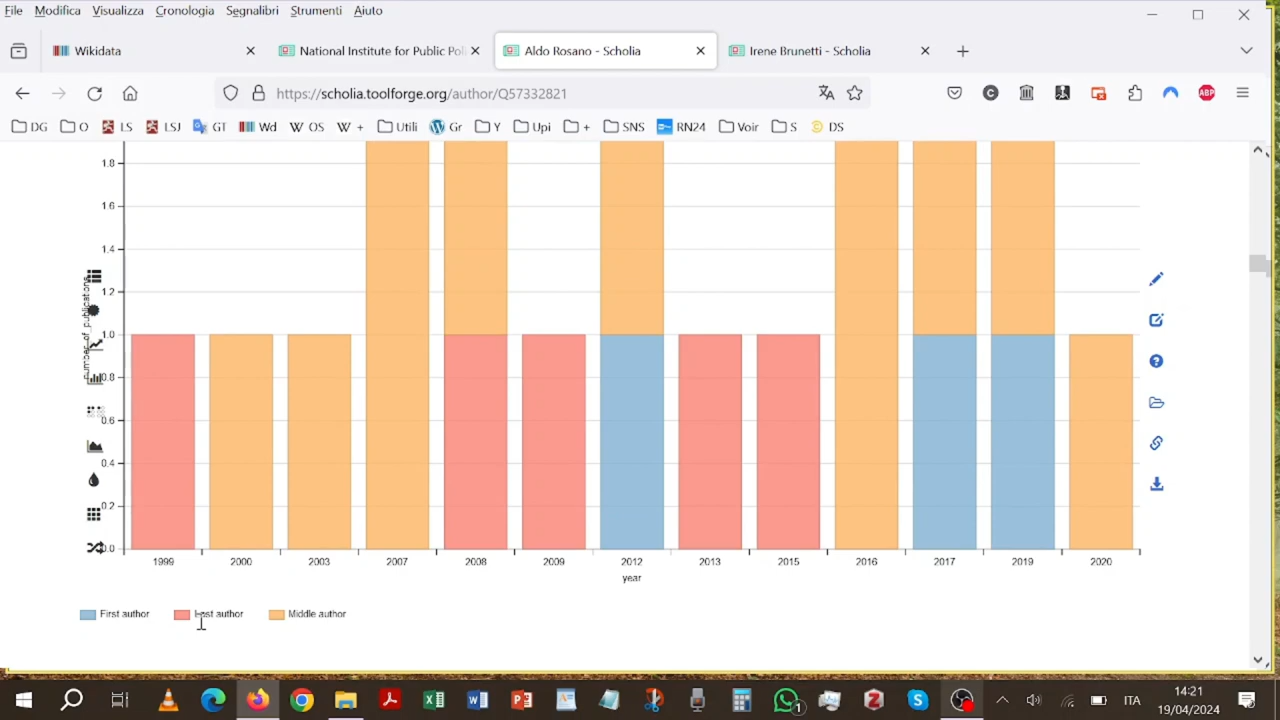 File Modifica Visualizza Cronologia Segnalibri Strumenti Aiuto
Wikidata National Institute for Public Poli Aldo Rosano - Scholia Irene Brunetti - Scholia
https://scholia.toolforge.org/author/Q57332821
DG O LS LSJ GT Wd OS + Utili Gr Y Upi + SNS RN24 Voir S DS
1.8
1.6
1.4
1.2
1.0
number_of_publications
0.8
0.6
0.4
0.2
0.0
1999 2000 2003 2007 2008 2009 2012 2013 2015 2016 2017 2019 2020
year
First author Last author Middle author
14:21
ITA
19/04/2024